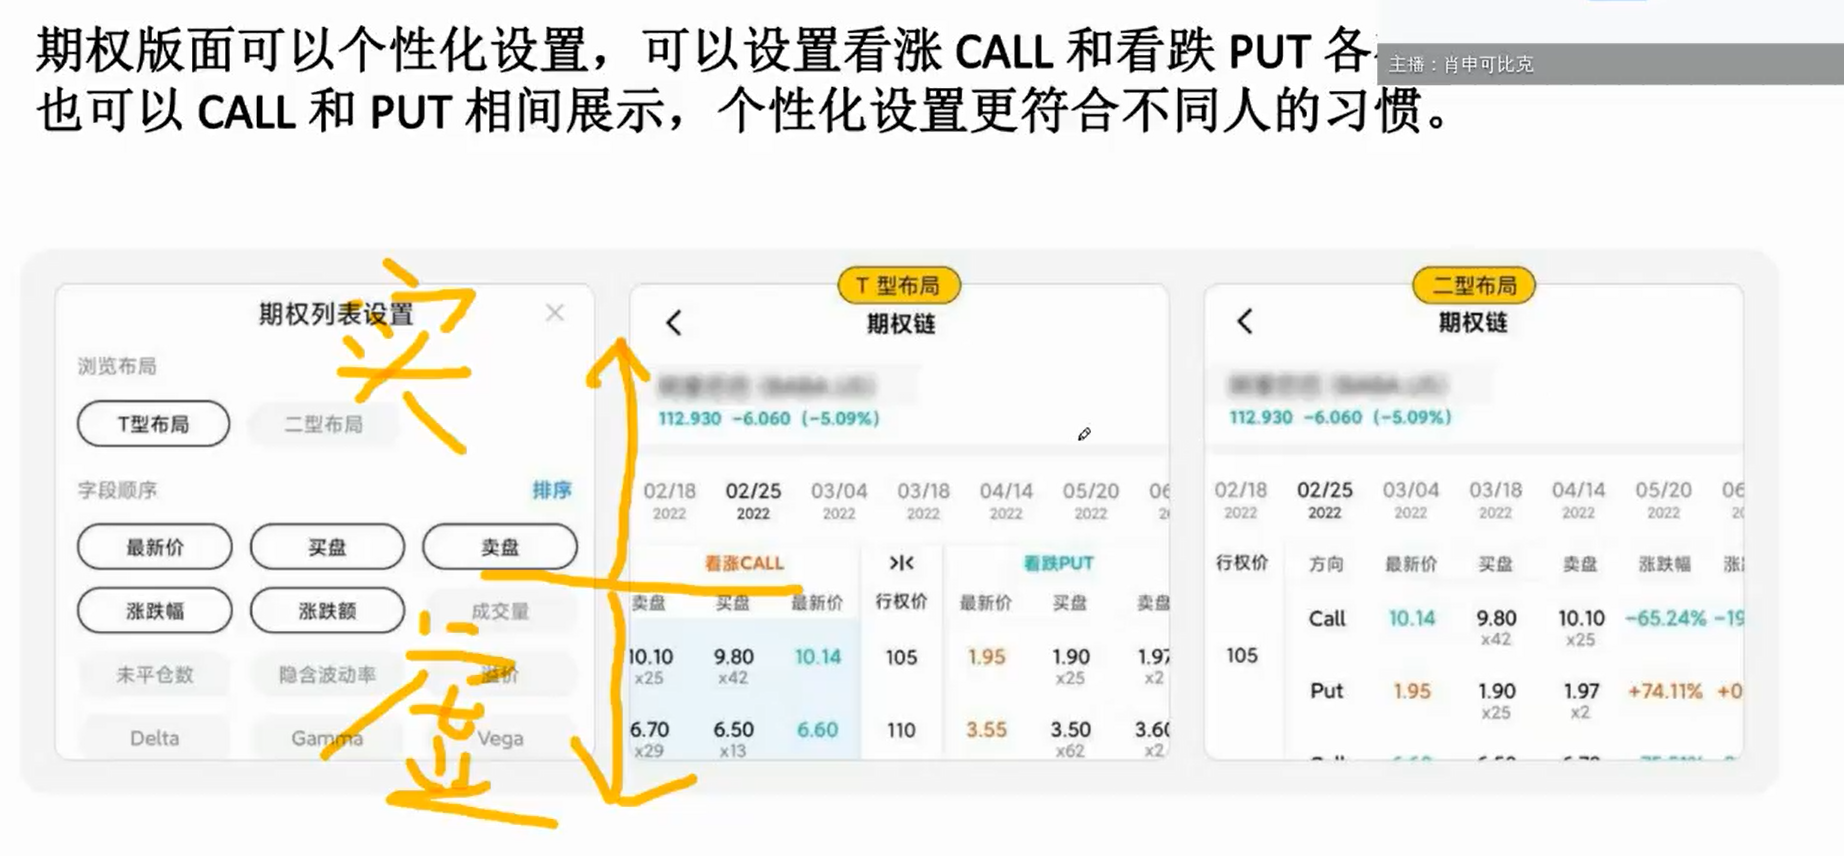 期权版面可以个性化设置，可以设置看涨 CALL 和看跌 PUT 各
主播：肖申可比克
也可以 CALL 和 PUT 相间展示，个性化设置更符合不同人的习惯。
期权列表设置
浏览布局
T型布局 二型布局
字段顺序 排序
最新价 买盘 卖盘
涨跌幅 涨跌额 成交量
未平仓数 隐含波动率 溢价
Delta Gamma Vega
实
虚
T 型布局
期权链
112.930 -6.060 (-5.09%)
02/18 02/25 03/04 03/18 04/14 05/20 06
2022 2022 2022 2022 2022 2022
看涨CALL 看跌PUT
卖盘 买盘 最新价 行权价 最新价 买盘 卖盘
10.10 9.80 10.14 105 1.95 1.90 1.97
x25 x42 x25 x2
6.70 6.50 6.60 110 3.55 3.50 3.60
x29 x13 x62 x2
二型布局
期权链
112.930 -6.060 (-5.09%)
02/18 02/25 03/04 03/18 04/14 05/20 06
2022 2022 2022 2022 2022 2022
行权价 方向 最新价 买盘 卖盘 涨跌幅 涨
Call 10.14 9.80 10.10 -65.24% -19
x42 x25
105
Put 1.95 1.90 1.97 +74.11% +0
x25 x2